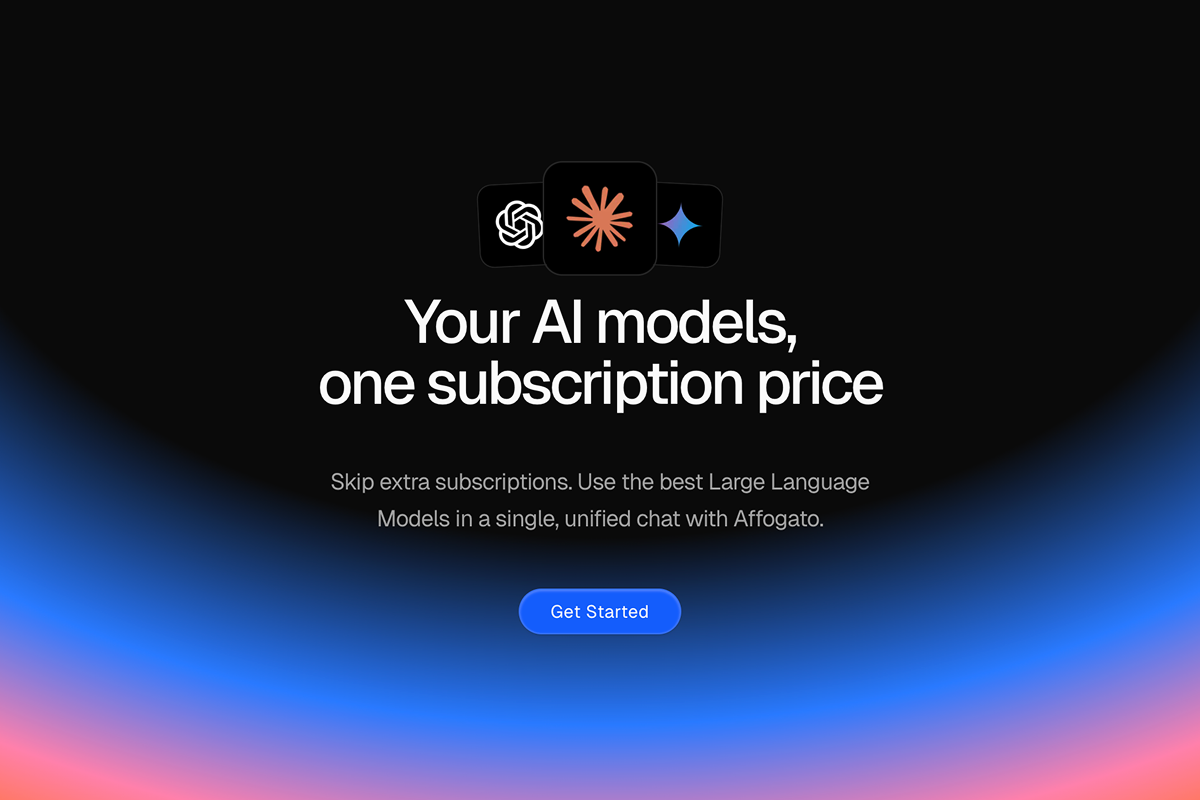 Your AI models,
one subscription price
Skip extra subscriptions. Use the best Large Language
Models in a single, unified chat with Affogato.
Get Started